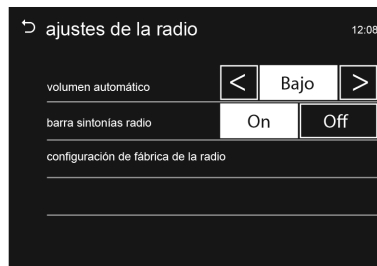 ajustes de la radio 12:08
volumen automático < Bajo >
barra sintonías radio On Off
configuración de fábrica de la radio